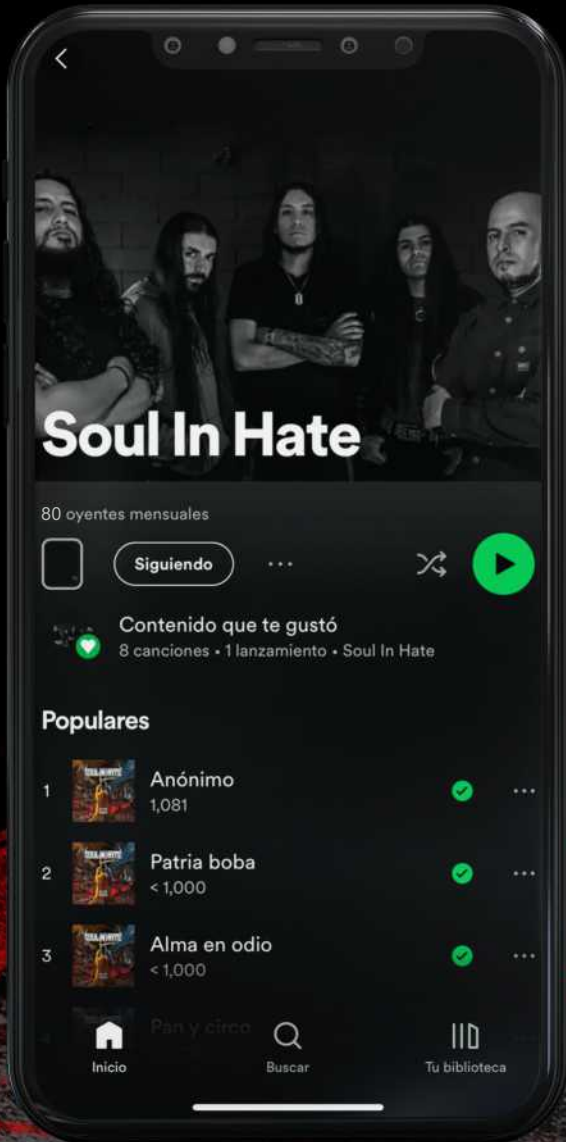 Soul In Hate
80 oyentes mensuales
Siguiendo
Contenido que te gustó
8 canciones • 1 lanzamiento • Soul In Hate
Populares
1 Anónimo
1,081
2 Patria boba
< 1,000
3 Alma en odio
< 1,000
Pan y circo
Inicio Buscar Tu biblioteca